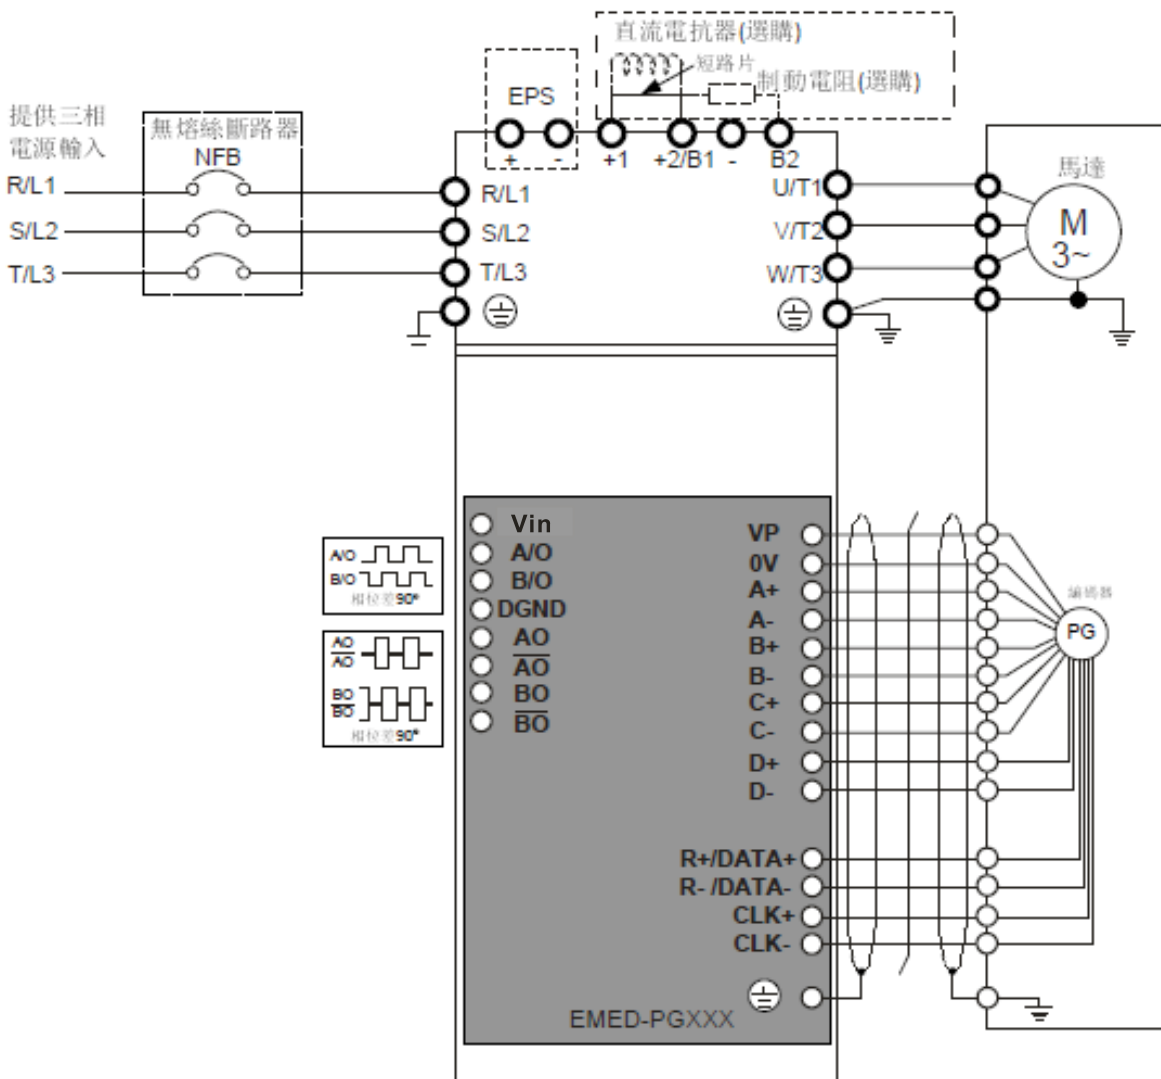 直流電抗器(選購)
短路片
制動電阻(選購)
EPS
+ - +1 +2/B1 - B2
提供三相
電源輸入
無熔絲斷路器
NFB
R/L1
S/L2
T/L3
R/L1
S/L2
T/L3
U/T1
V/T2
W/T3
馬達
M
3~
A/O
B/O
相位差90°
AO
AO
BO
BO
相位差90°
Vin
A/O
B/O
DGND
AO
AO
BO
BO
VP
0V
A+
A-
B+
B-
C+
C-
D+
D-
R+/DATA+
R- /DATA-
CLK+
CLK-
EMED-PGXXX
編碼器
PG